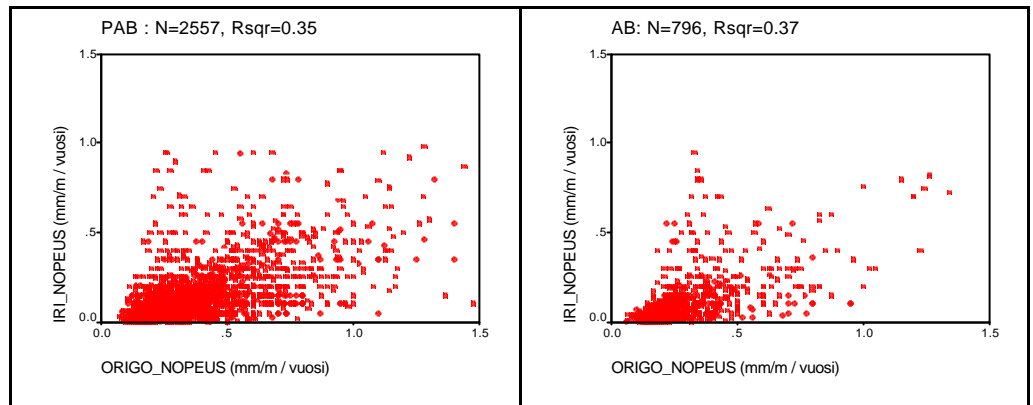 PAB : N=2557, Rsqr=0.35
IRI_NOPEUS (mm/m / vuosi)
1.5
1.0
.5
0.0
0.0 .5 1.0 1.5
ORIGO_NOPEUS (mm/m / vuosi)
AB: N=796, Rsqr=0.37
IRI_NOPEUS (mm/m / vuosi)
1.5
1.0
.5
0.0
0.0 .5 1.0 1.5
ORIGO_NOPEUS (mm/m / vuosi)